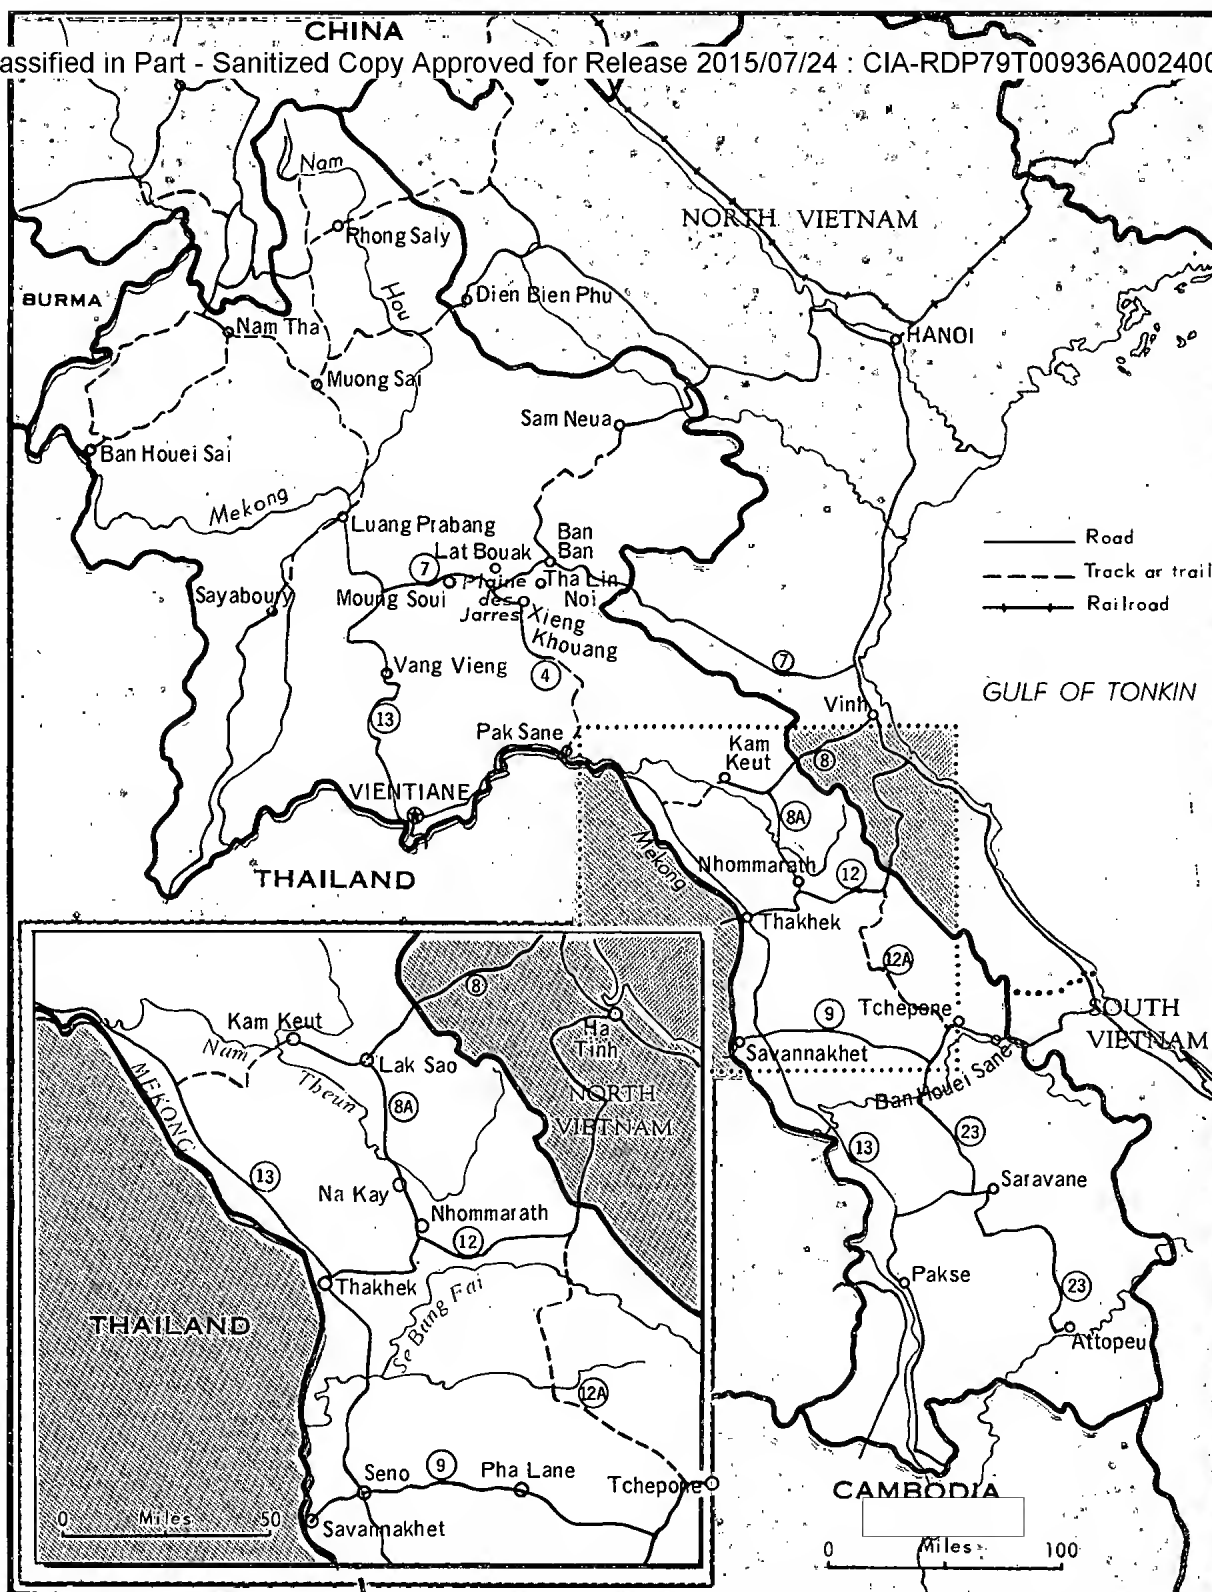 CHINA
assified in Part - Sanitized Copy Approved for Release 2015/07/24 : CIA-RDP79T00936A002400
Nam
NORTH VIETNAM
Phong Saly
BURMA
Hou
Dien Bien Phu
Nam Tha
HANOI
Muong Sai
Sam Neua
Ban Houei Sai
Mekong
Luang Prabang
Ban
Ban
Road
Lat Bouak
7
Plaine
des
Jarres
Tha Lin
Noi
Track or trail
Sayaboury
Moung Soui
Railroad
Xieng
Khouang
Vang Vieng
4
7
GULF OF TONKIN
13
Vinh
Pak Sane
Kam
Keut
8
VIENTIANE
8A
Mekong
THAILAND
Nhommarath
12
Thakhek
12A
Tchepone
SOUTH
VIETNAM
9
Savannakhet
Ban Houei Sane
13
23
Saravane
Pakse
23
Attopeu
CAMBODIA
Miles
0 100
8
Kam Keut
Ha
Tinh
Nam
Theun
Lak Sao
MEKONG
NORTH
VIETNAM
8A
13
Na Kay
Nhommarath
12
Thakhek
Se Bang Fai
THAILAND
12A
9
Seno
Pha Lane
Tchepone
0 Miles 50
Savannakhet